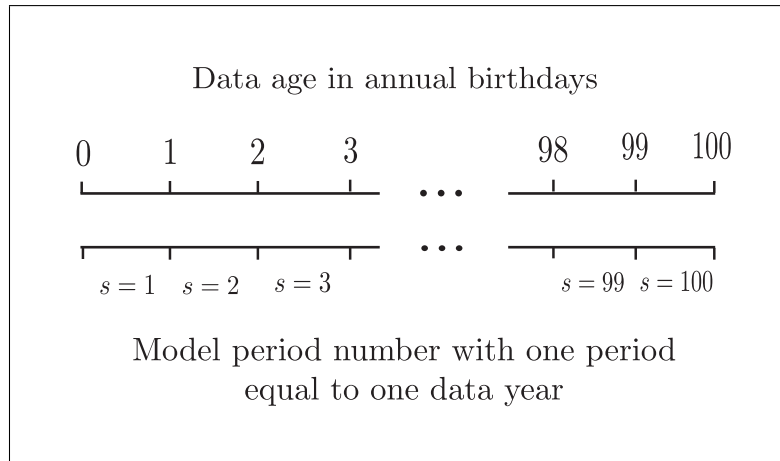 Data age in annual birthdays
0 1 2 3 98 99 100
s = 1 s = 2 s = 3 s = 99 s = 100
Model period number with one period
equal to one data year